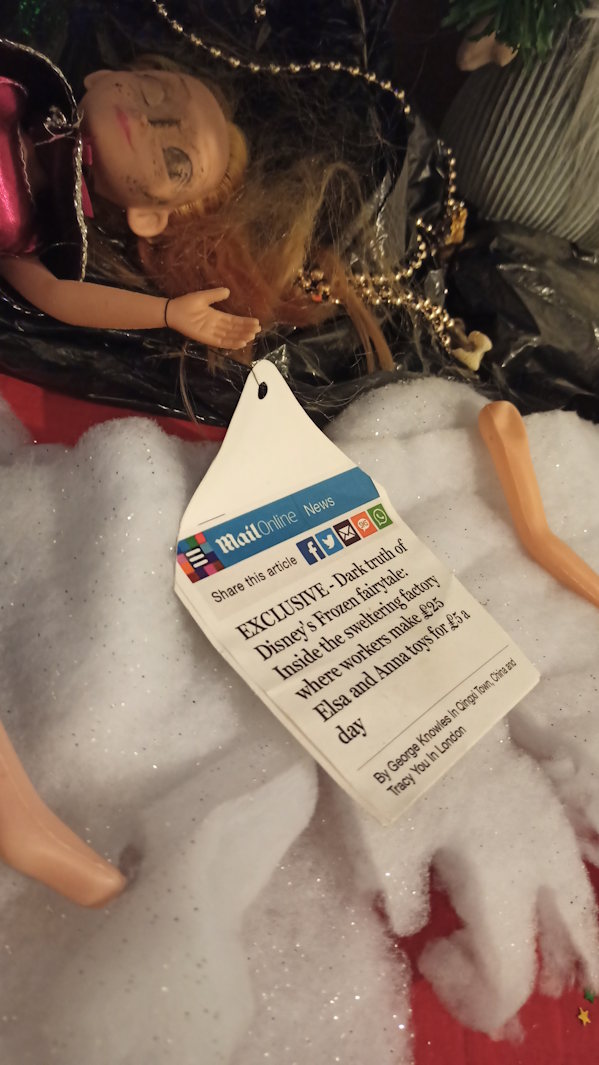 MailOnline News
Share this article
EXCLUSIVE - Dark truth of
Disney's Frozen fairytale:
Inside the sweltering factory
where workers make £25
Elsa and Anna toys for £5 a
day
By George Knowles In Qingxi Town, China and
Tracy You In London